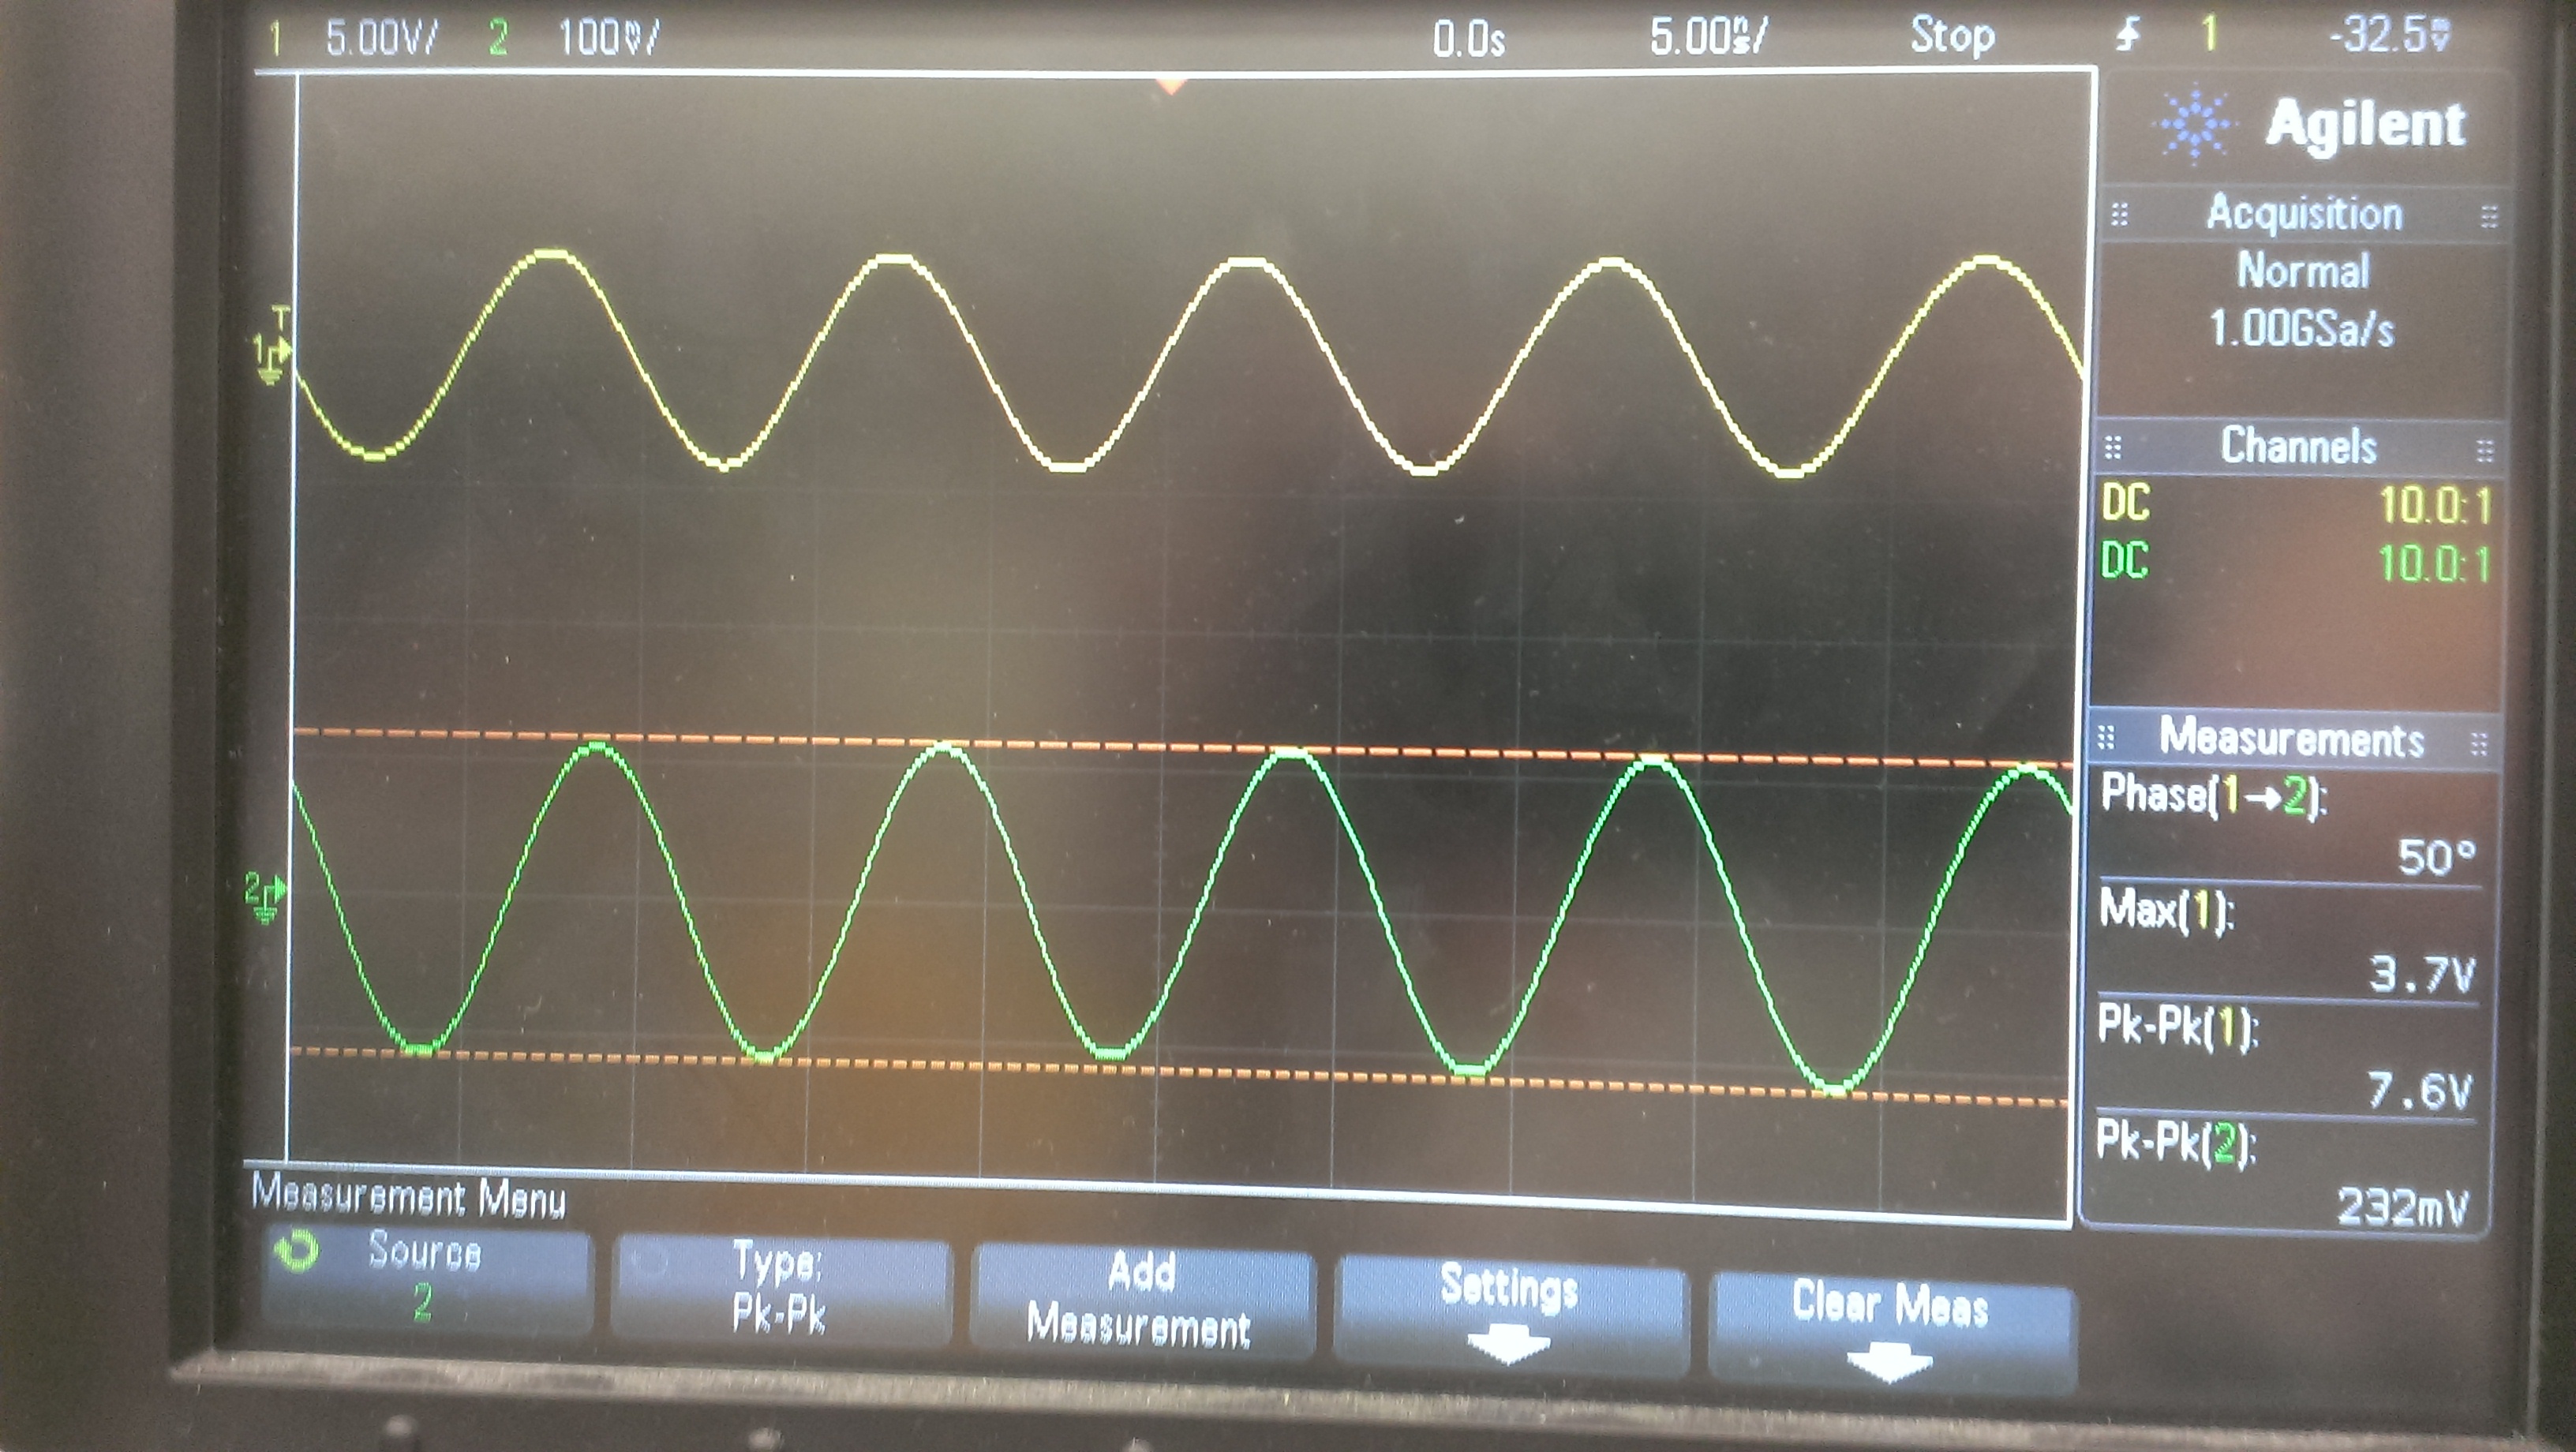 1 5.00V/ 2 100mV/ 0.0s 5.00ns/ Stop 1 -32.5mV
Agilent
Acquisition
Normal
1.00GSa/s
Channels
DC 10.0:1
DC 10.0:1
Measurements
Phase(1→2):
50°
Max(1):
3.7V
Pk-Pk(1):
7.6V
Pk-Pk(2):
232mV
T
1
2
Measurement Menu
Source
2
Type:
Pk-Pk
Add
Measurement
Settings
Clear Meas